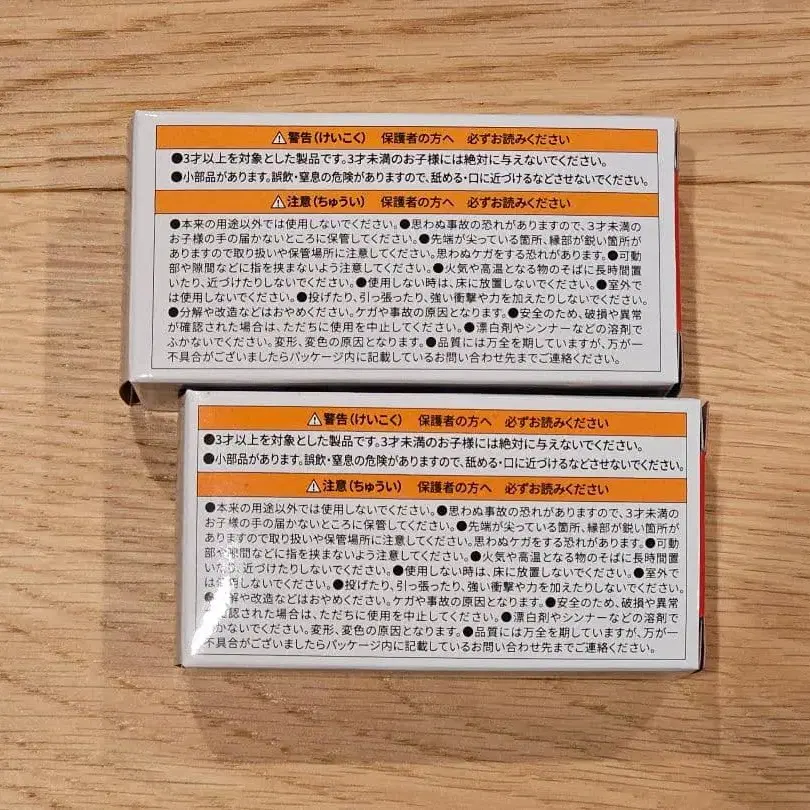 ⚠警告(けいこく) 保護者の方へ 必ずお読みください
●3才以上を対象とした製品です。3才未満のお子様には絶対に与えないでください。
●小部品があります。誤飲・窒息の危険がありますので、舐める・口に近づけるなどさせないでください。
⚠注意(ちゅうい) 保護者の方へ 必ずお読みください
●本来の用途以外では使用しないでください。●思わぬ事故の恐れがありますので、3才未満の
お子様の手の届かないところに保管してください。●先端が尖っている箇所、縁部が鋭い箇所が
ありますので取り扱いや保管場所に注意してください。思わぬケガをする恐れがあります。●可動
部や隙間などに指を挟まないよう注意してください。●火気や高温となる物のそばに長時間置
いたり、近づけたりしないでください。●使用しない時は、床に放置しないでください。●室外で
は使用しないでください。●投げたり、引っ張ったり、強い衝撃や力を加えたりしないでください。
●分解や改造などはおやめください。ケガや事故の原因となります。●安全のため、破損や異常
が確認された場合は、ただちに使用を中止してください。●漂白剤やシンナーなどの溶剤で
ふかないでください。変形、変色の原因となります。●品質には万全を期していますが、万が一
不具合がございましたらパッケージ内に記載しているお問い合わせ先までご連絡ください。
⚠警告(けいこく) 保護者の方へ 必ずお読みください
●3才以上を対象とした製品です。3才未満のお子様には絶対に与えないでください。
●小部品があります。誤飲・窒息の危険がありますので、舐める・口に近づけるなどさせないでください。
⚠注意(ちゅうい) 保護者の方へ 必ずお読みください
●本来の用途以外では使用しないでください。●思わぬ事故の恐れがありますので、3才未満の
お子様の手の届かないところに保管してください。●先端が尖っている箇所、縁部が鋭い箇所が
ありますので取り扱いや保管場所に注意してください。思わぬケガをする恐れがあります。●可動
部や隙間などに指を挟まないよう注意してください。●火気や高温となる物のそばに長時間置
いたり、近づけたりしないでください。●使用しない時は、床に放置しないでください。●室外で
は使用しないでください。●投げたり、引っ張ったり、強い衝撃や力を加えたりしないでください。
●分解や改造などはおやめください。ケガや事故の原因となります。●安全のため、破損や異常
が確認された場合は、ただちに使用を中止してください。●漂白剤やシンナーなどの溶剤で
ふかないでください。変形、変色の原因となります。●品質には万全を期していますが、万が一
不具合がございましたらパッケージ内に記載しているお問い合わせ先までご連絡ください。